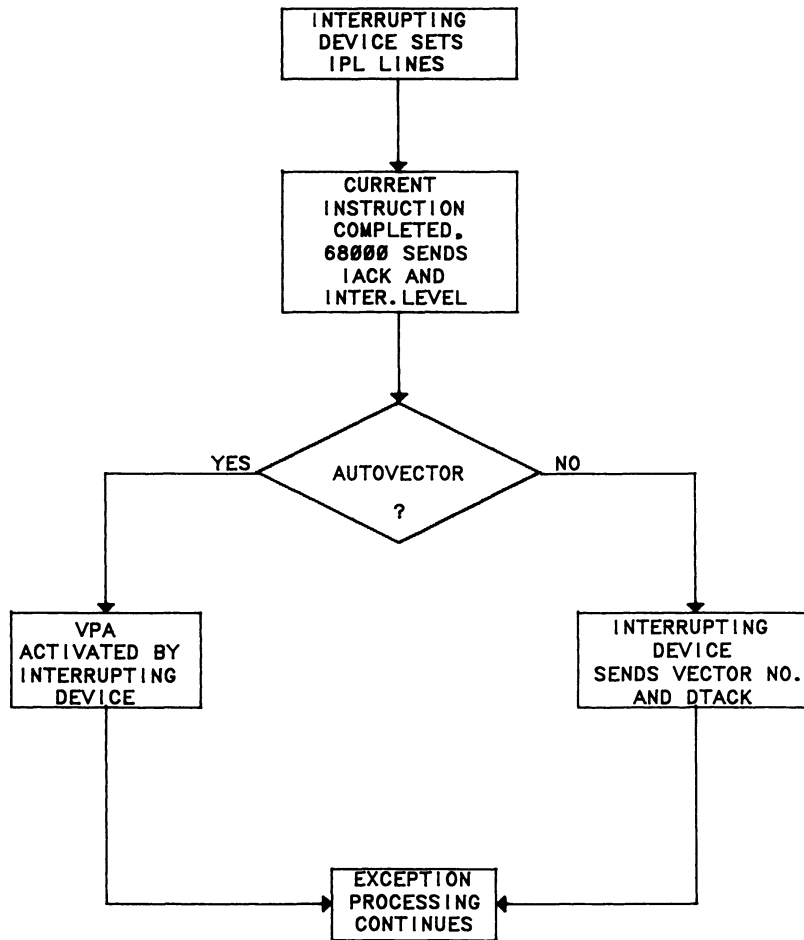 INTERRUPTING
DEVICE SETS
IPL LINES
CURRENT
INSTRUCTION
COMPLETED.
68000 SENDS
IACK AND
INTER.LEVEL
YES
AUTOVECTOR
?
NO
VPA
ACTIVATED BY
INTERRUPTING
DEVICE
INTERRUPTING
DEVICE
SENDS VECTOR NO.
AND DTACK
EXCEPTION
PROCESSING
CONTINUES